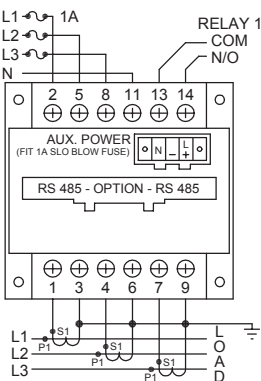 L1 1A
RELAY 1
L2 COM
L3 N/O
N
2 5 8 11 13 14
AUX. POWER
(FIT 1A SLO BLOW FUSE)
N – L +
RS 485 - OPTION - RS 485
1 3 4 6 7 9
S1
L1 P1 S1 L
L2 P1 S1 O
L3 P1 A
D